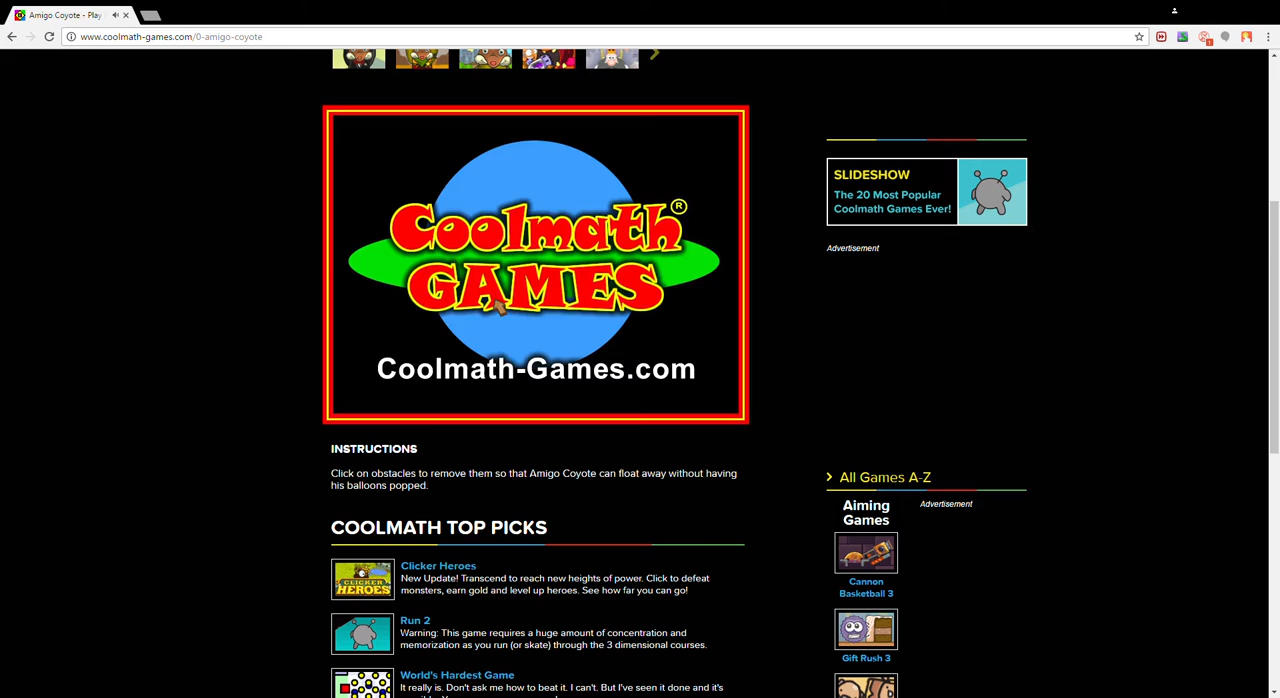 Amigo Coyote - Play
www.coolmath-games.com/0-amigo-coyote
Coolmath®
GAMES
Coolmath-Games.com
INSTRUCTIONS
Click on obstacles to remove them so that Amigo Coyote can float away without having
his balloons popped.
COOLMATH TOP PICKS
CLICKER
HEROES
Clicker Heroes
New Update! Transcend to reach new heights of power. Click to defeat
monsters, earn gold and level up heroes. See how far you can go!
Run 2
Warning: This game requires a huge amount of concentration and
memorization as you run (or skate) through the 3 dimensional courses.
World's Hardest Game
It really is. Don't ask me how to beat it. I can't. But I've seen it done and it's
SLIDESHOW
The 20 Most Popular
Coolmath Games Ever!
Advertisement
All Games A-Z
Aiming
Games
Advertisement
Cannon
Basketball 3
Gift Rush 3